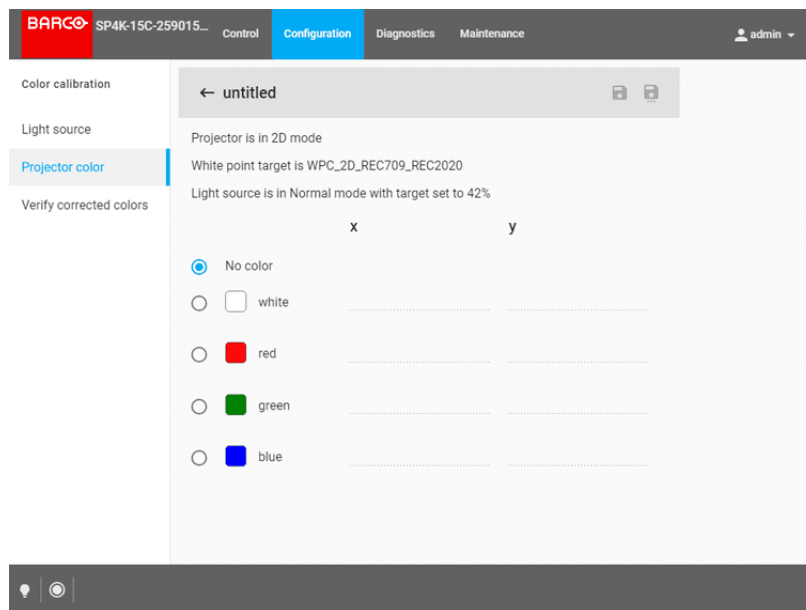 BARCO SP4K-15C-259015... Control Configuration Diagnostics Maintenance admin
Color calibration
← untitled
Light source
Projector color
Verify corrected colors
Projector is in 2D mode
White point target is WPC_2D_REC709_REC2020
Light source is in Normal mode with target set to 42%
x y
No color
white
red
green
blue